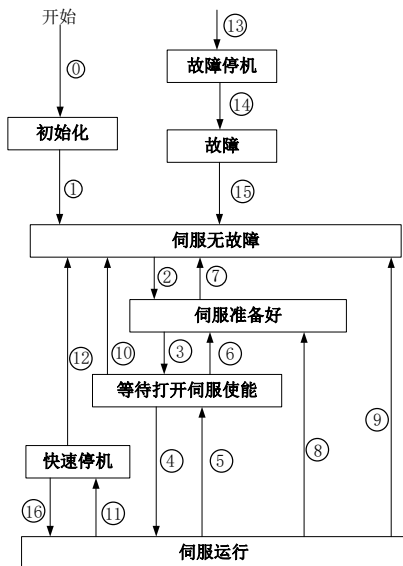 开始
⑬
⓪
故障停机
⑭
初始化
故障
①
⑮
伺服无故障
②
⑦
伺服准备好
⑫
⑩
③
⑥
等待打开伺服使能
⑨
快速停机
④
⑤
⑧
⑯
⑪
伺服运行